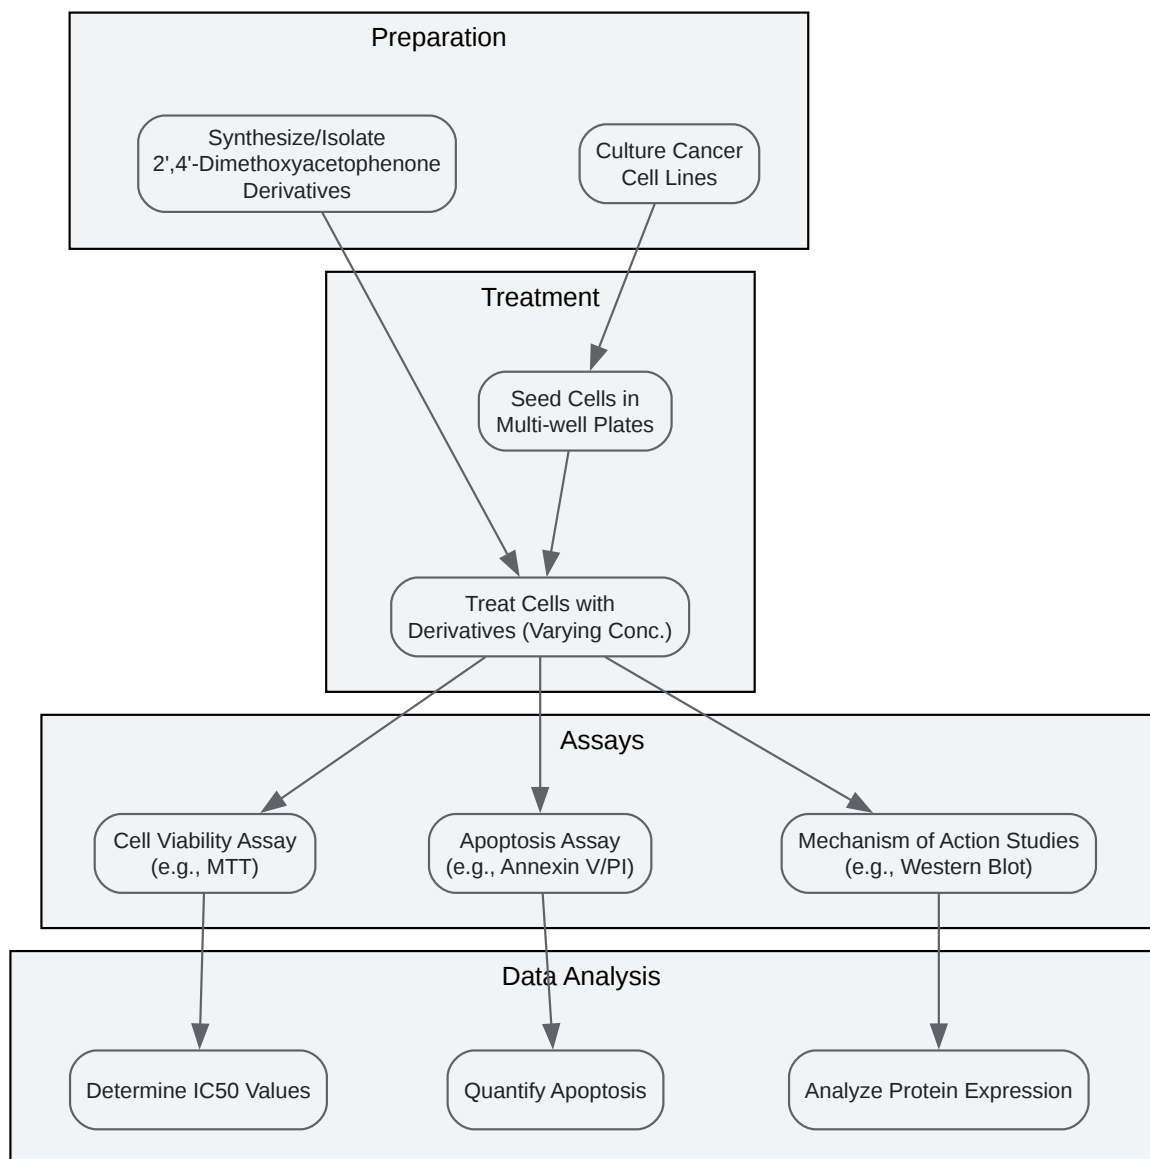 Preparation
Synthesize/Isolate
2',4'-Dimethoxyacetophenone
Derivatives
Culture Cancer
Cell Lines
Treatment
Seed Cells in
Multi-well Plates
Treat Cells with
Derivatives (Varying Conc.)
Assays
Cell Viability Assay
(e.g., MTT)
Apoptosis Assay
(e.g., Annexin V/PI)
Mechanism of Action Studies
(e.g., Western Blot)
Data Analysis
Determine IC50 Values
Quantify Apoptosis
Analyze Protein Expression